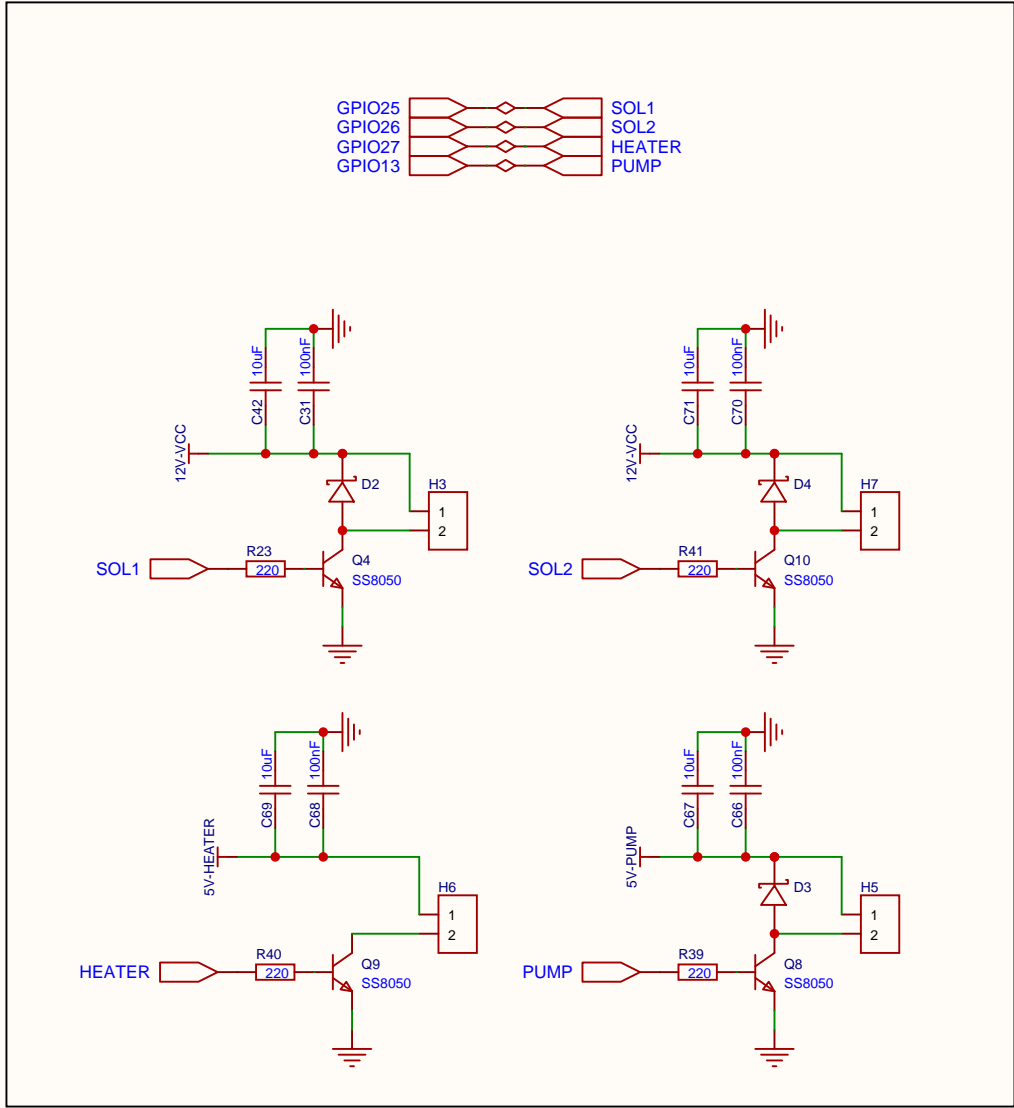 GPIO25 SOL1
GPIO26 SOL2
GPIO27 HEATER
GPIO13 PUMP
10uF
100nF
C42
C31
12V-VCC
D2
H3
1
2
SOL1
R23
220
Q4
SS8050
10uF
100nF
C71
C70
12V-VCC
D4
H7
1
2
SOL2
R41
220
Q10
SS8050
10uF
100nF
C69
C68
5V-HEATER
H6
1
2
HEATER
R40
220
Q9
SS8050
10uF
100nF
C67
C66
5V-PUMP
D3
H5
1
2
PUMP
R39
220
Q8
SS8050